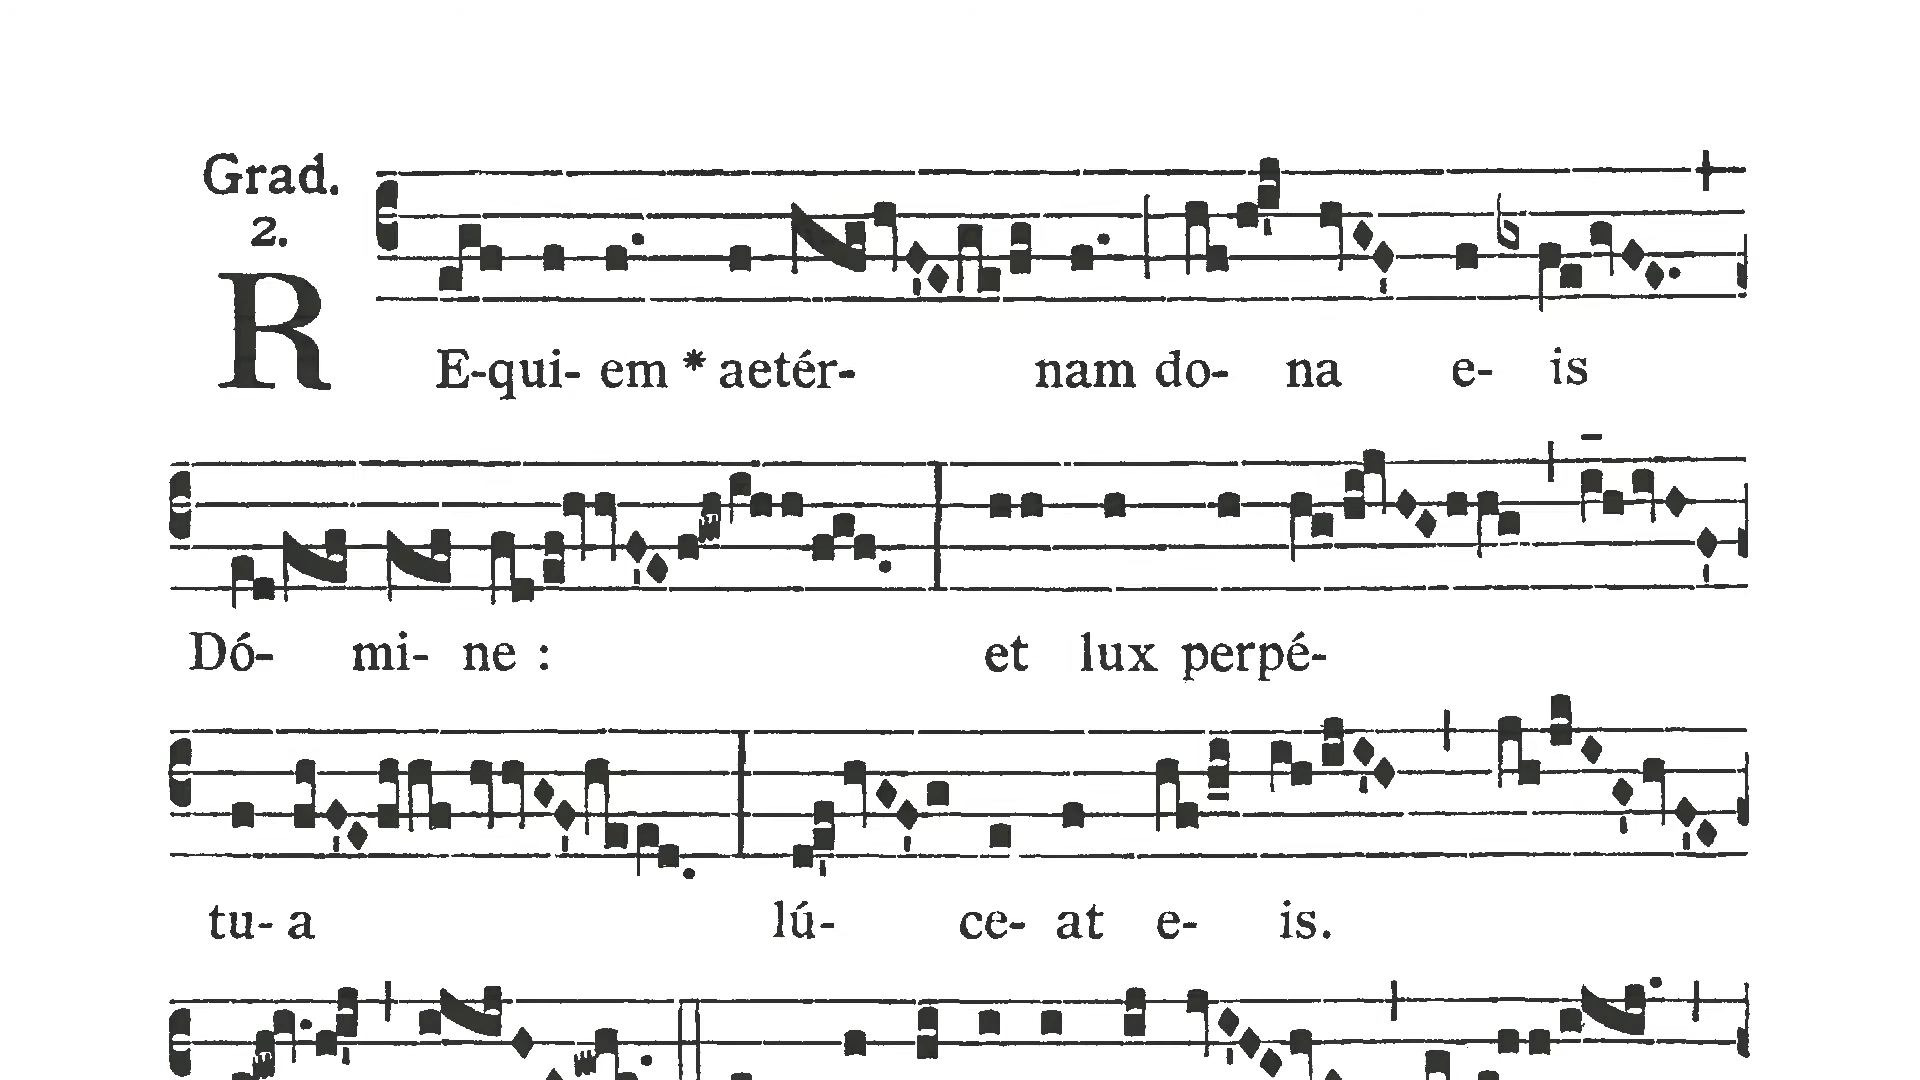 Grad.
2.
REqui- em * aetér- nam do- na e- is
Dó- mi- ne : et lux perpé-
tu- a lú- ce- at e- is.